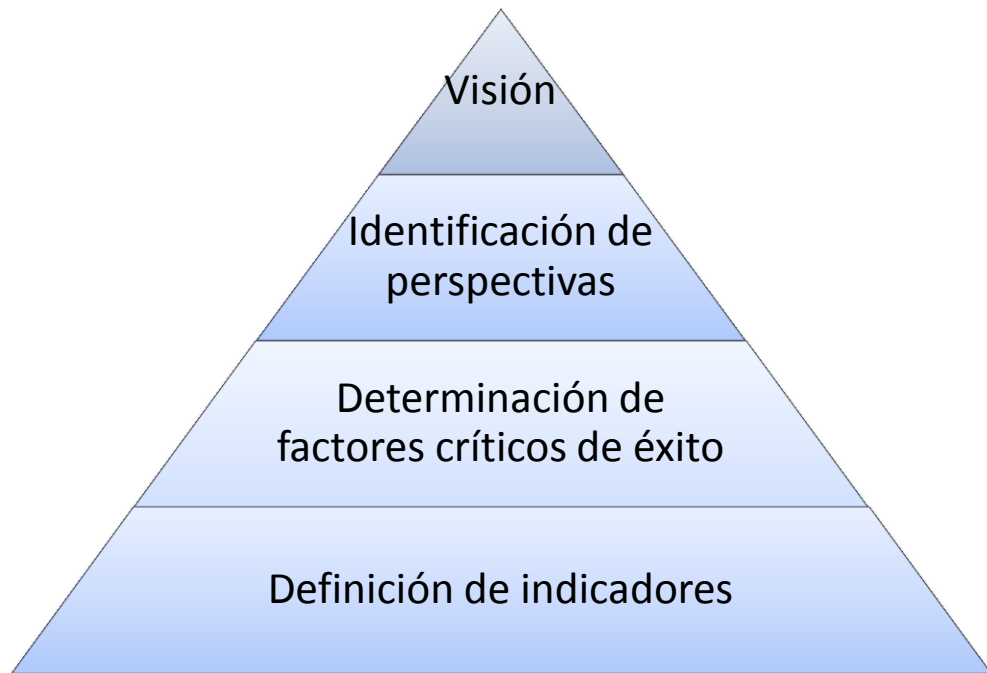 Visión
Identificación de
perspectivas
Determinación de
factores críticos de éxito
Definición de indicadores